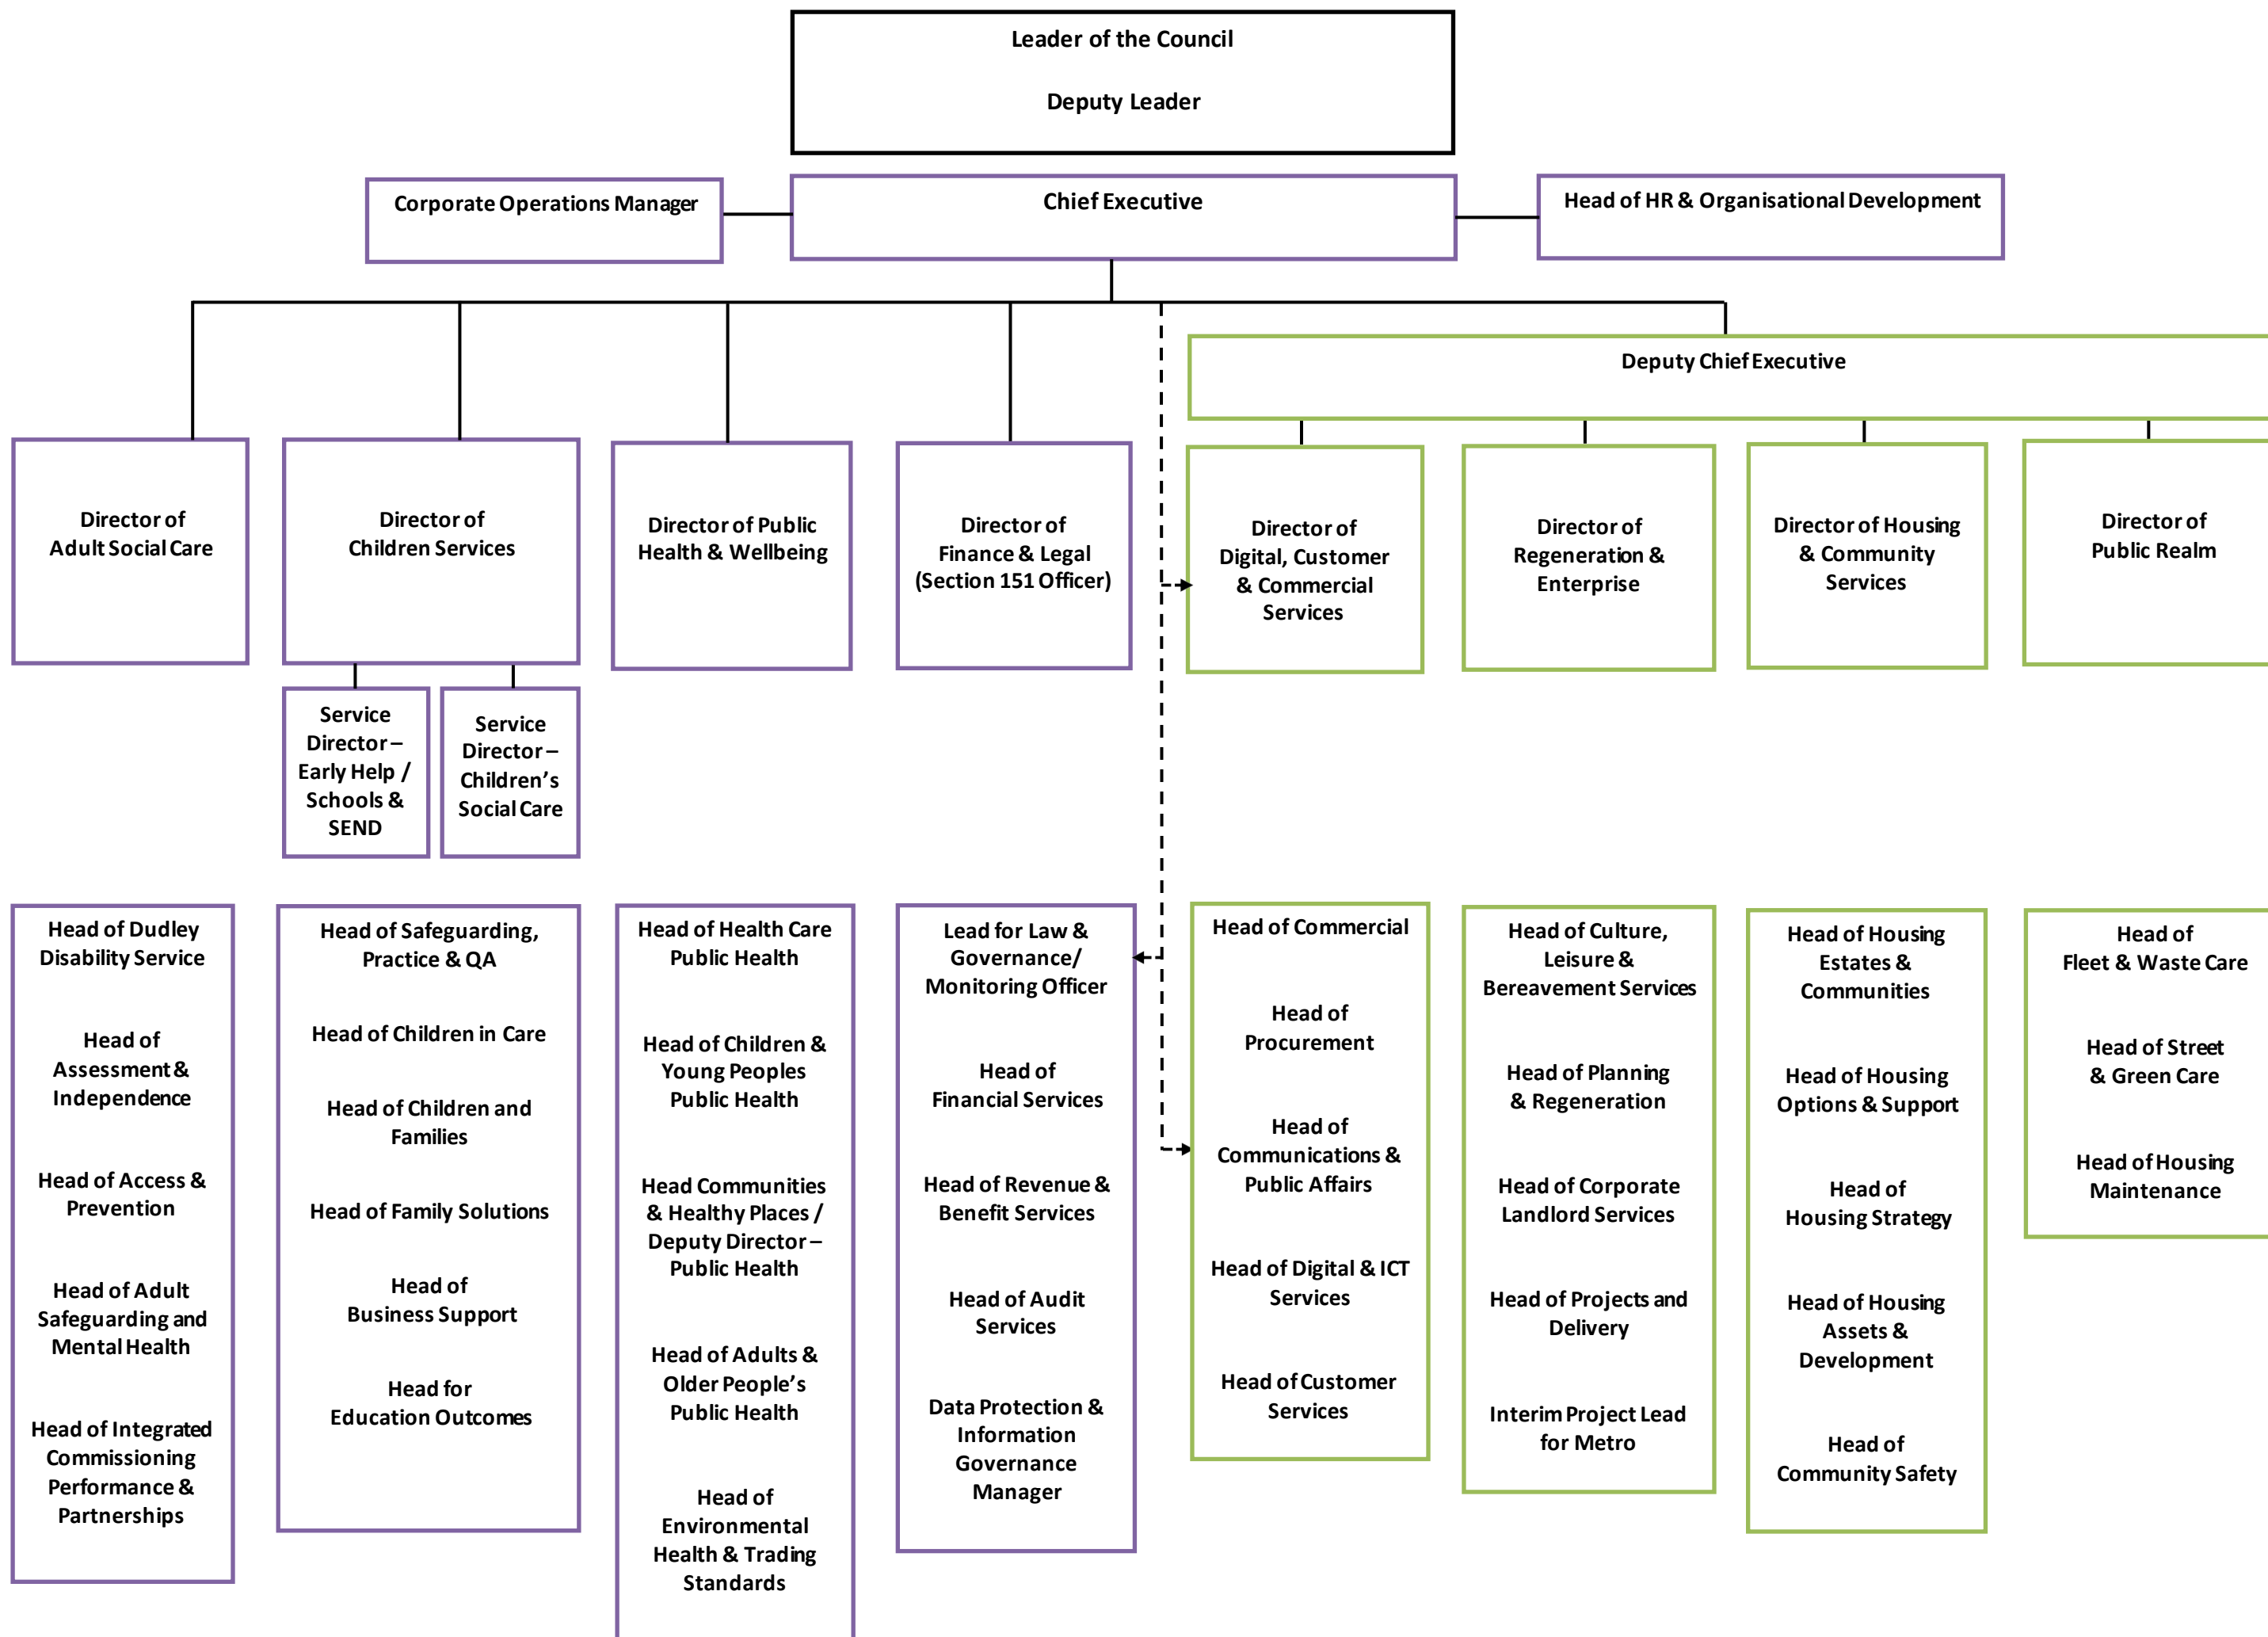 Leader of the Council
Deputy Leader
Corporate Operations Manager
Chief Executive
Head of HR & Organisational Development
Deputy Chief Executive
Director of
Adult Social Care
Director of
Children Services
Director of Public
Health & Wellbeing
Director of
Finance & Legal
(Section 151 Officer)
Director of
Digital, Customer
& Commercial
Services
Director of
Regeneration &
Enterprise
Director of Housing
& Community
Services
Director of
Public Realm
Service
Director –
Early Help /
Schools &
SEND
Service
Director –
Children’s
Social Care
Head of Dudley
Disability Service
Head of
Assessment &
Independence
Head of Access &
Prevention
Head of Adult
Safeguarding and
Mental Health
Head of Integrated
Commissioning
Performance &
Partnerships
Head of Safeguarding,
Practice & QA
Head of Children in Care
Head of Children and
Families
Head of Family Solutions
Head of
Business Support
Head for
Education Outcomes
Head of Health Care
Public Health
Head of Children &
Young Peoples
Public Health
Head Communities
& Healthy Places /
Deputy Director –
Public Health
Head of Adults &
Older People’s
Public Health
Head of
Environmental
Health & Trading
Standards
Lead for Law &
Governance/
Monitoring Officer
Head of
Financial Services
Head of Revenue &
Benefit Services
Head of Audit
Services
Data Protection &
Information
Governance
Manager
Head of Commercial
Head of
Procurement
Head of
Communications &
Public Affairs
Head of Digital & ICT
Services
Head of Customer
Services
Head of Culture,
Leisure &
Bereavement Services
Head of Planning
& Regeneration
Head of Corporate
Landlord Services
Head of Projects and
Delivery
Interim Project Lead
for Metro
Head of Housing
Estates &
Communities
Head of Housing
Options & Support
Head of
Housing Strategy
Head of Housing
Assets &
Development
Head of
Community Safety
Head of
Fleet & Waste Care
Head of Street
& Green Care
Head of Housing
Maintenance